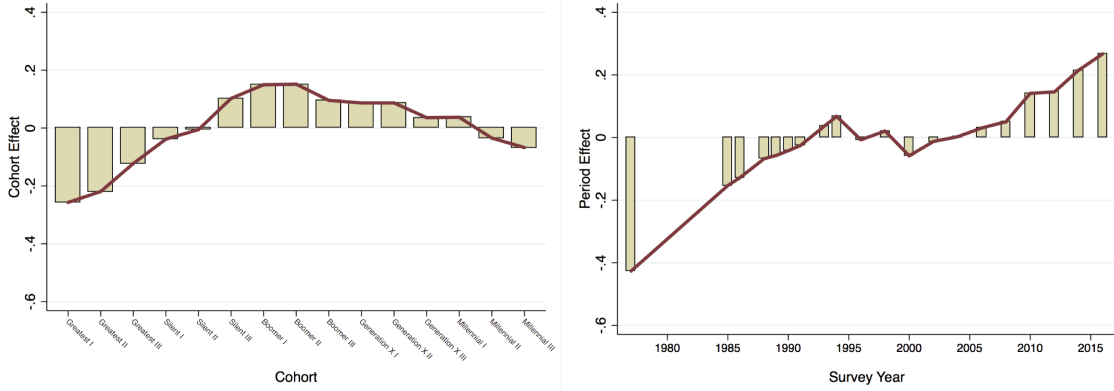 .4
.2
0
-.2
-.4
-.6
Cohort Effect
Greatest I
Greatest II
Greatest III
Silent I
Silent II
Silent III
Boomer I
Boomer II
Boomer III
Generation X I
Generation X II
Generation X III
Millennial I
Millennial II
Millennial III
Cohort
.4
.2
0
-.2
-.4
-.6
Period Effect
1980 1985 1990 1995 2000 2005 2010 2015
Survey Year